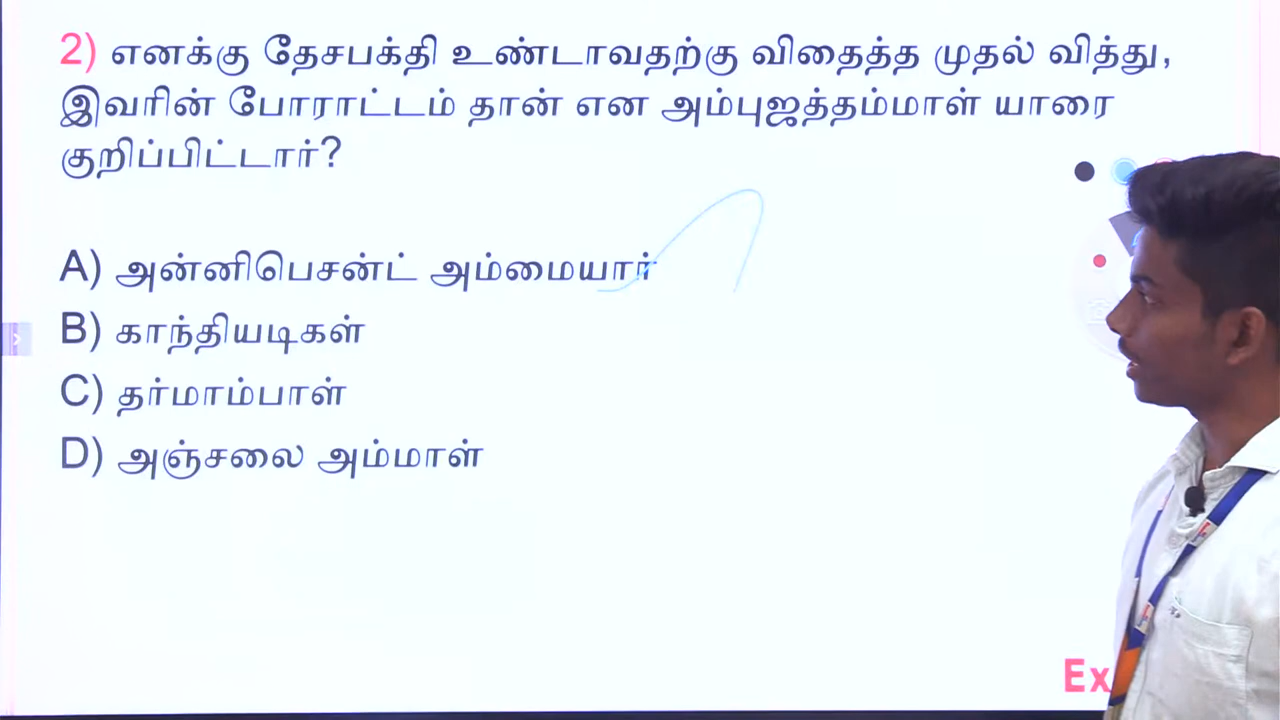 2) எனக்கு தேசபக்தி உண்டாவதற்கு விதைத்த முதல் வித்து,
இவரின் போராட்டம் தான் என அம்புஜத்தம்மாள் யாரை
குறிப்பிட்டார்?
A) அன்னிபெசன்ட் அம்மையார்
B) காந்தியடிகள்
C) தர்மாம்பாள்
D) அஞ்சலை அம்மாள்
Ex